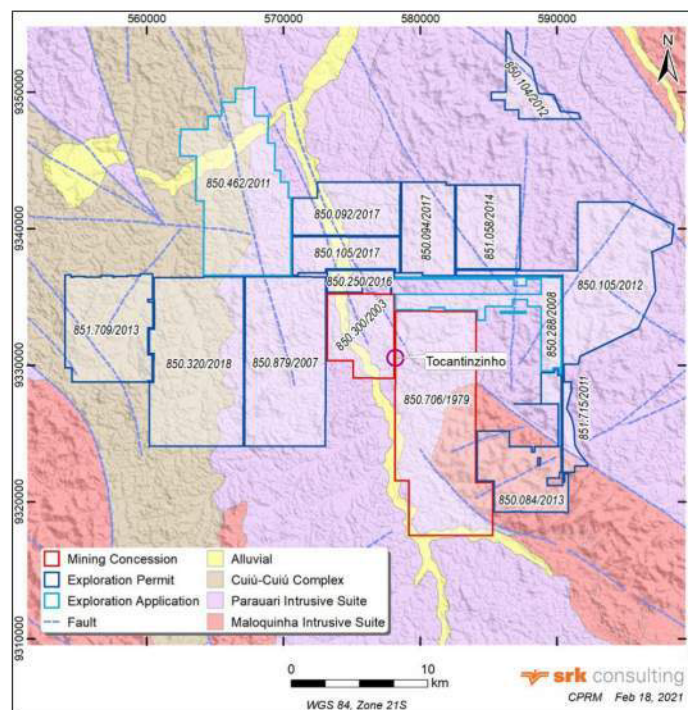 560000 570000 580000 590000
N
9350000
9340000
9330000
9320000
9310000
850.104/2012
850.462/2011
850.092/2017
850.094/2017
851.058/2014
850.105/2017
850.105/2012
850.250/2016
850.288/2008
851.709/2013
850.300/2003
850.320/2018
850.879/2007
Tocantinzinho
850.706/1979
851.715/2011
850.084/2013
Mining Concession
Exploration Permit
Exploration Application
Fault
Alluvial
Cuiú-Cuiú Complex
Parauari Intrusive Suite
Maloquinha Intrusive Suite
0 10
km
WGS 84, Zone 21S
srk consulting
CPRM Feb 18, 2021